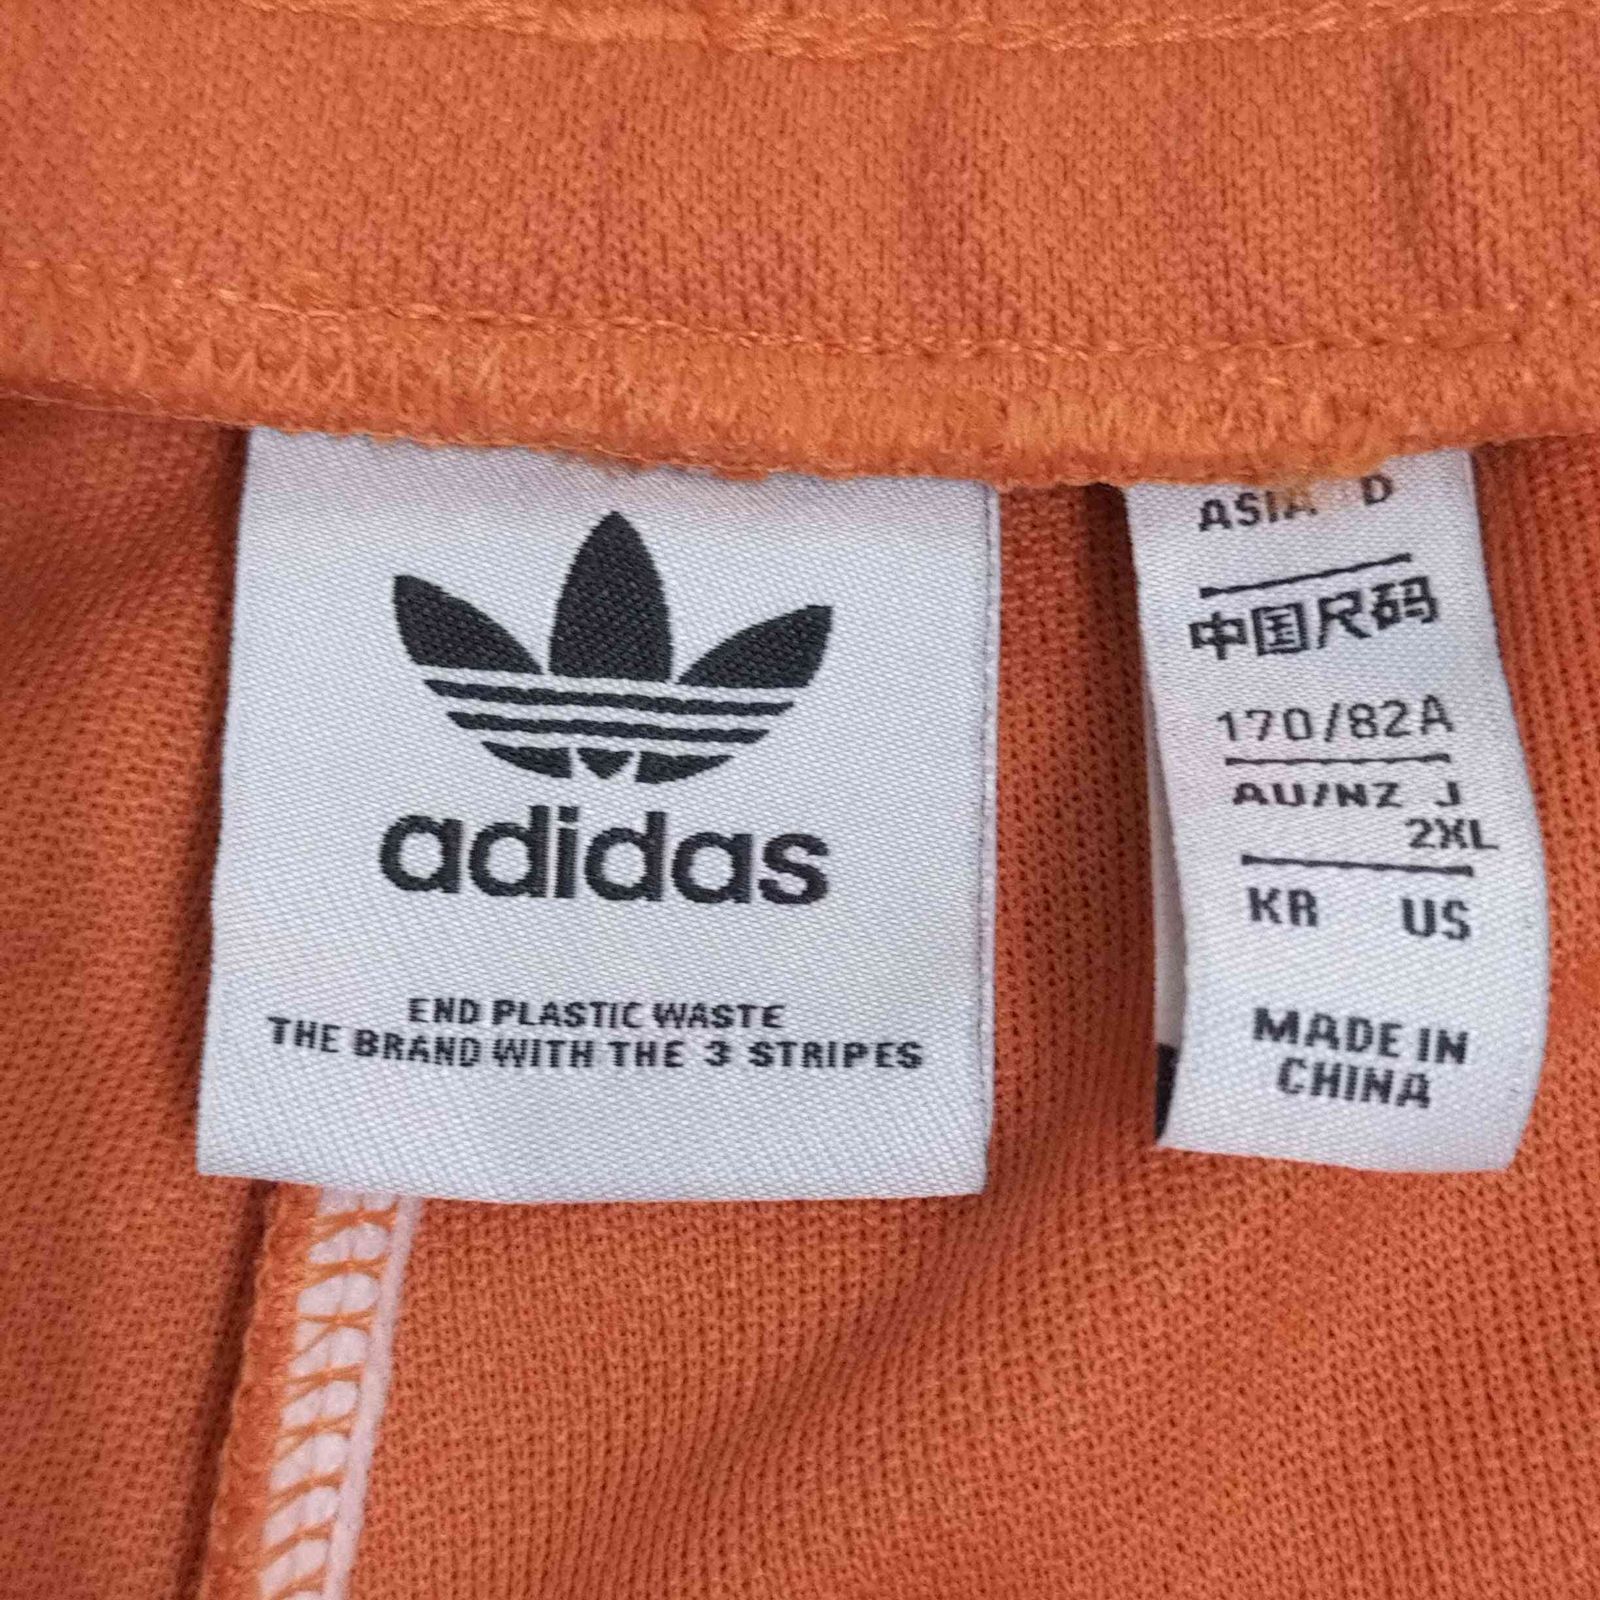 adidas
END PLASTIC WASTE
THE BRAND WITH THE 3 STRIPES
ASIA D
中国尺码
170/82A
AU/NZ J
2XL
KR US
MADE IN
CHINA